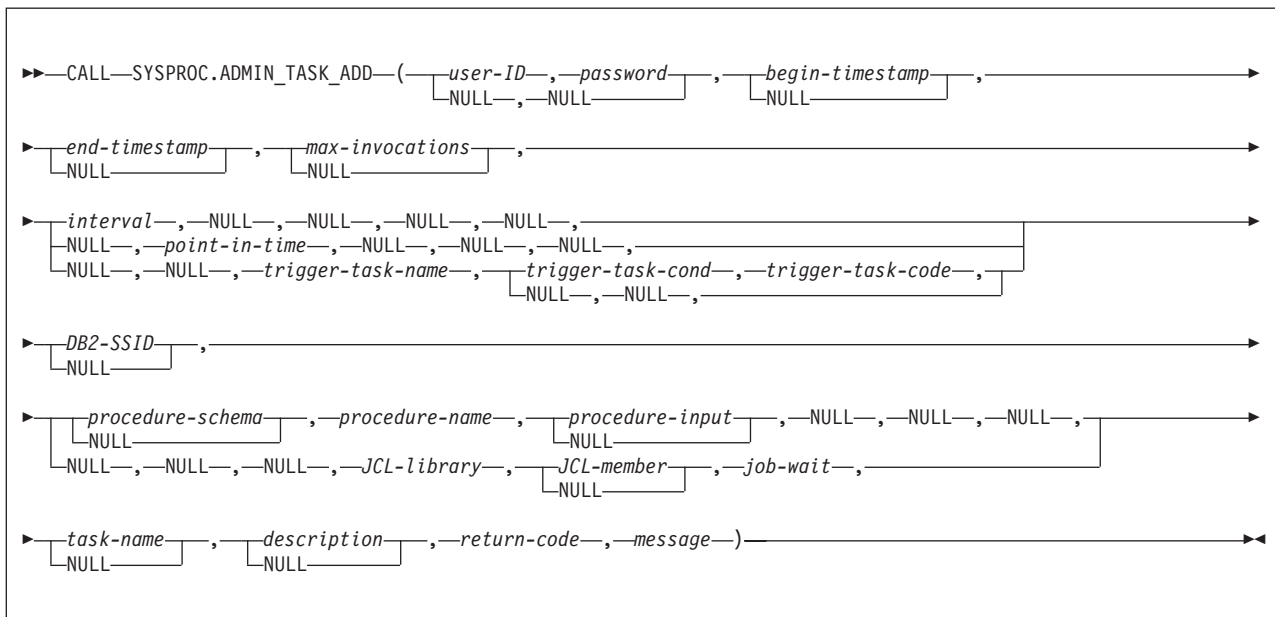 CALL SYSPROC.ADMIN_TASK_ADD ( user-ID , password , begin-timestamp ,
NULL , NULL NULL
end-timestamp , max-invocations ,
NULL NULL
interval , NULL , NULL , NULL , NULL ,
NULL , point-in-time , NULL , NULL , NULL ,
NULL , NULL , trigger-task-name , trigger-task-cond , trigger-task-code ,
NULL , NULL ,
DB2-SSID ,
NULL
procedure-schema , procedure-name , procedure-input , NULL , NULL , NULL ,
NULL NULL
NULL , NULL , NULL , JCL-library , JCL-member , job-wait ,
NULL
task-name , description , return-code , message )
NULL NULL